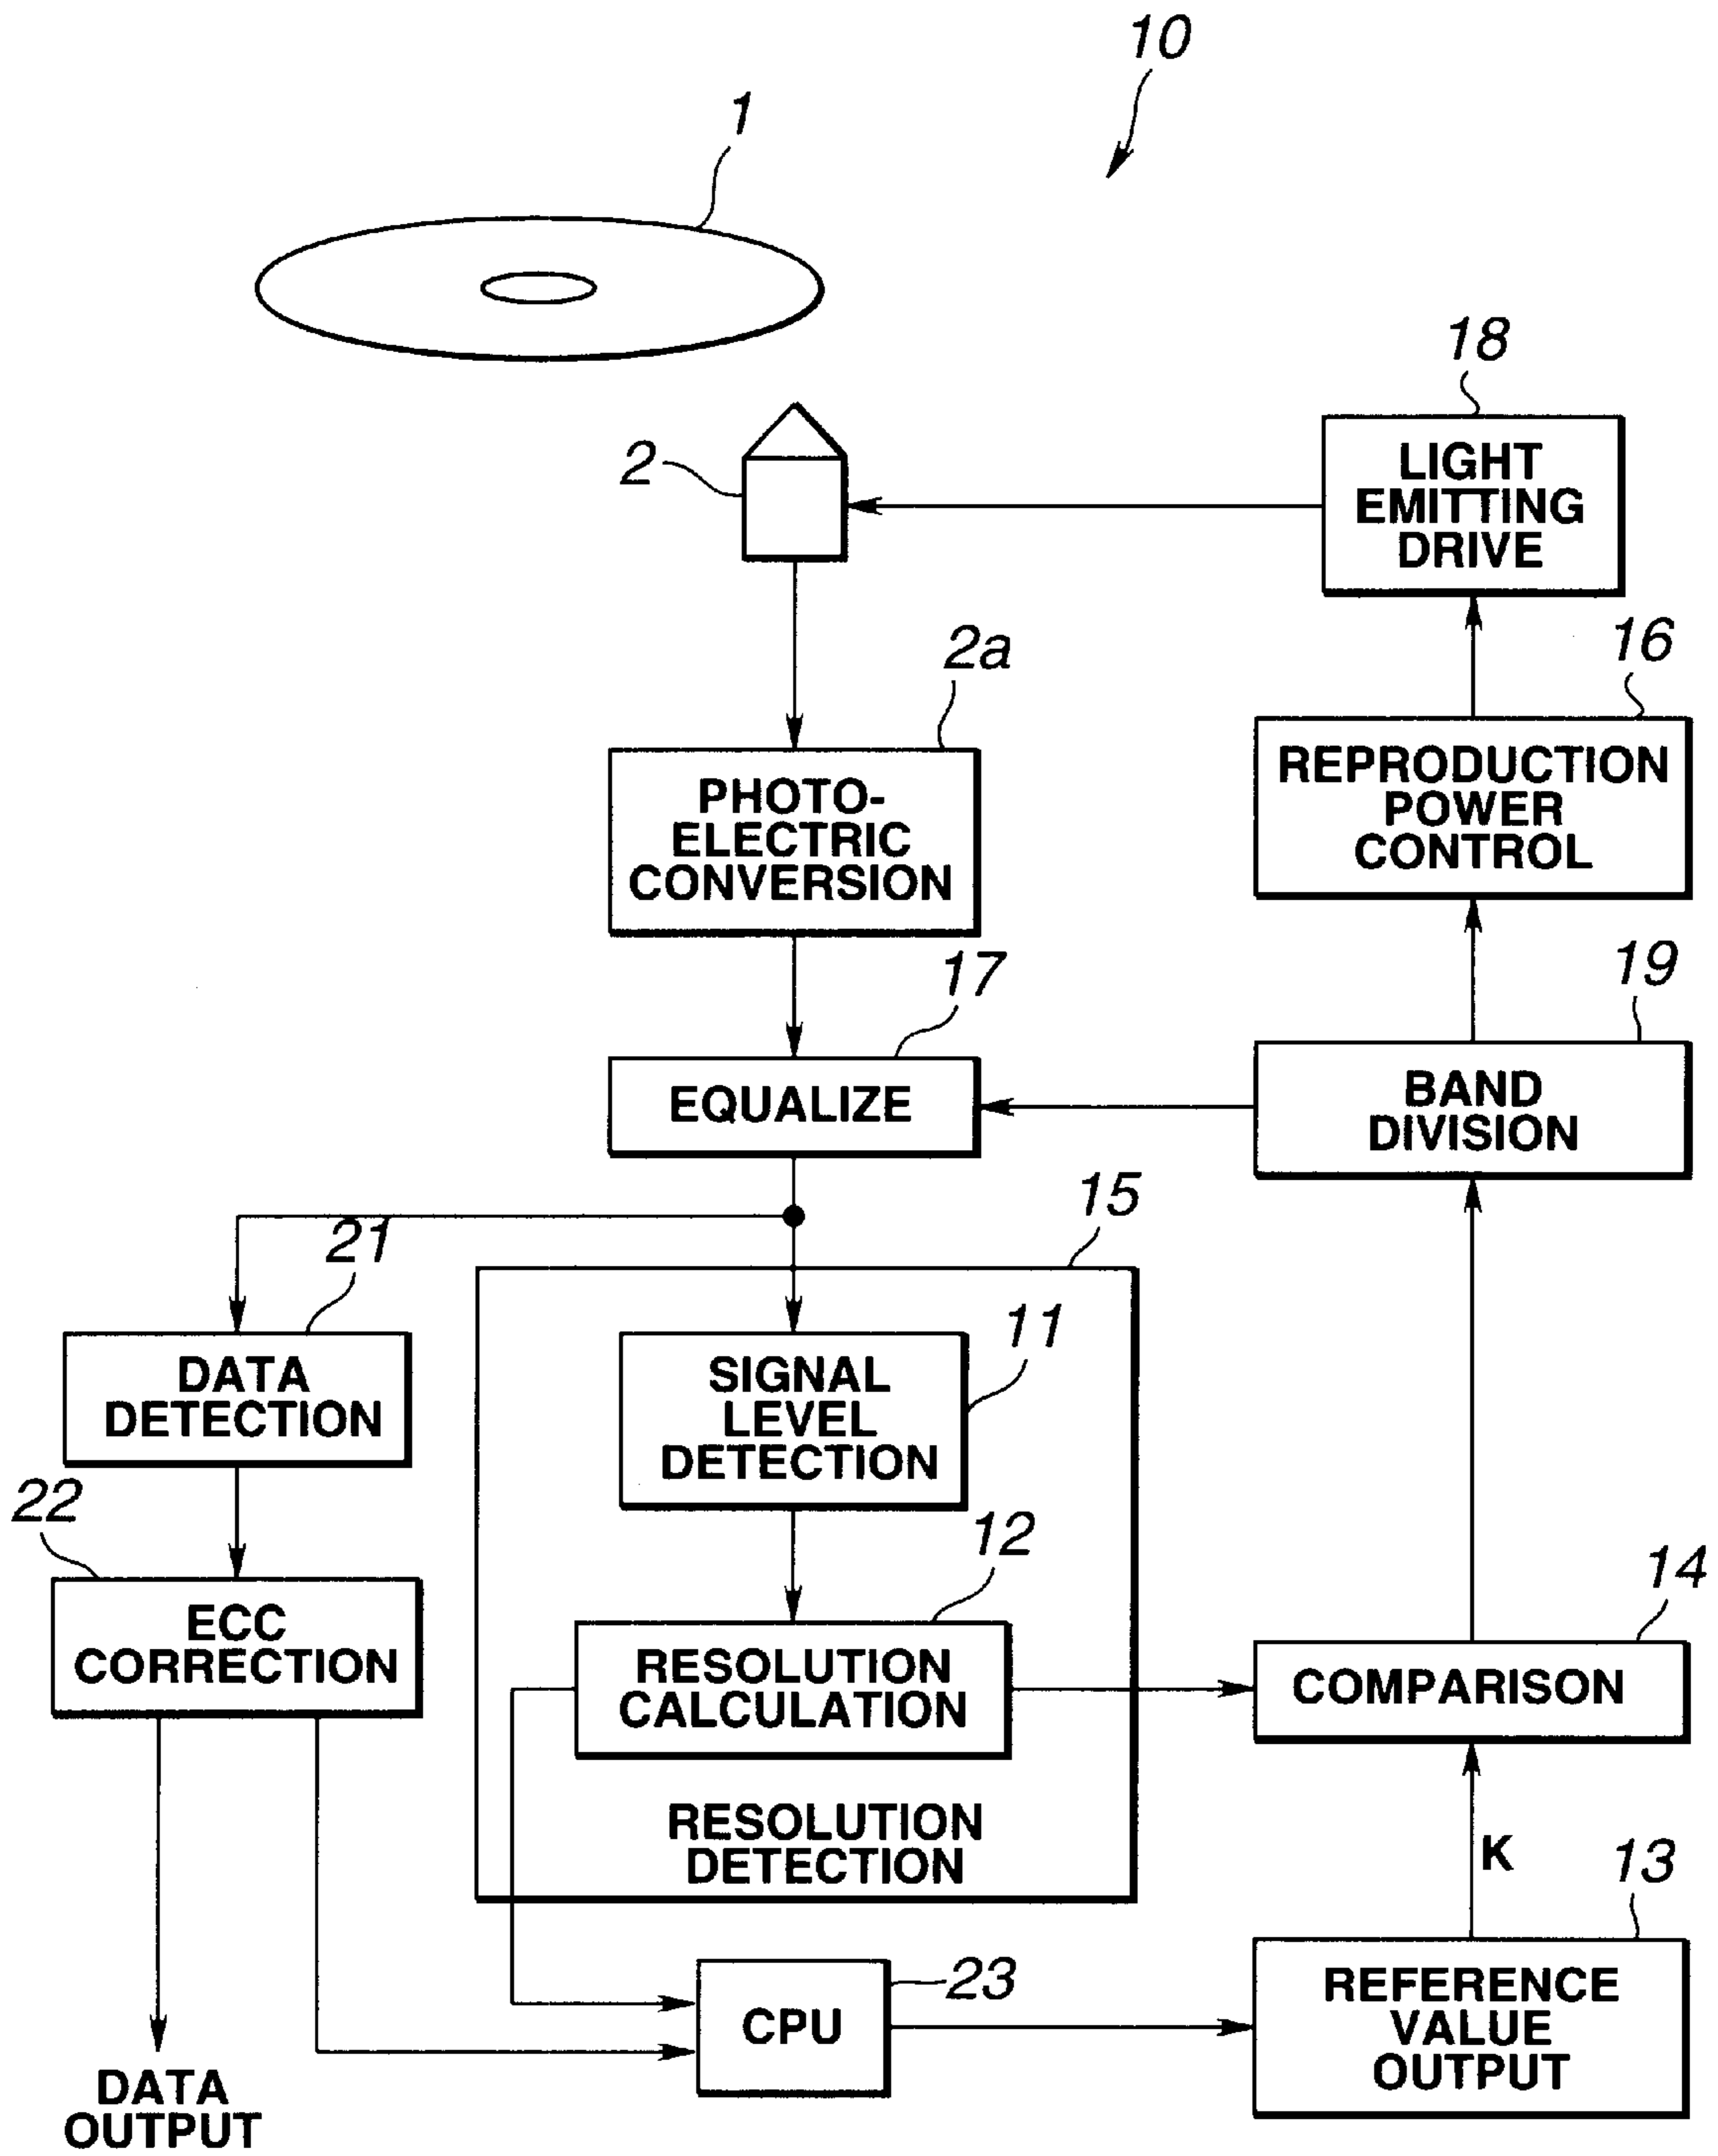 10
1
18
LIGHT
EMITTING
DRIVE
2
2a
16
PHOTO-
ELECTRIC
CONVERSION
REPRODUCTION
POWER
CONTROL
17
19
EQUALIZE
BAND
DIVISION
15
21
11
DATA
DETECTION
SIGNAL
LEVEL
DETECTION
22
12
14
ECC
CORRECTION
RESOLUTION
CALCULATION
COMPARISON
RESOLUTION
DETECTION
K
13
23
CPU
REFERENCE
VALUE
OUTPUT
DATA
OUTPUT